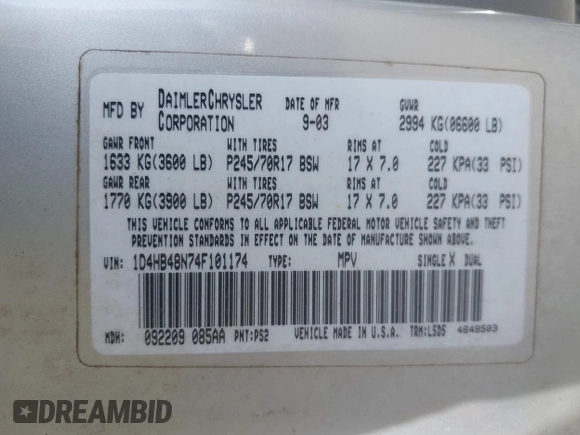 MFD BY DAIMLERCHRYSLER CORPORATION DATE OF MFR 9-03 GVWR 2994 KG(06600 LB)
GAWR FRONT WITH TIRES RIMS AT COLD
1633 KG(3600 LB) P245/70R17 BSW 17 X 7.0 227 KPA(33 PSI)
GAWR REAR WITH TIRES RIMS AT COLD
1770 KG(3900 LB) P245/70R17 BSW 17 X 7.0 227 KPA(33 PSI)
THIS VEHICLE CONFORMS TO ALL APPLICABLE FEDERAL MOTOR VEHICLE SAFETY AND THEFT
PREVENTION STANDARDS IN EFFECT ON THE DATE OF MANUFACTURE SHOWN ABOVE.
VIN: 1D4HB48N74F101174 TYPE: MPV SINGLE X DUAL
MDH: 092209 085AA PNT:PS2 VEHICLE MADE IN U.S.A. TRM:L5D5 4648503
DREAMBID